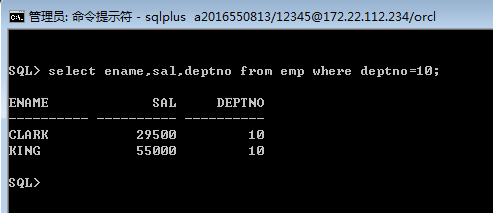 管理员: 命令提示符 - sqlplus  a2016550813/12345@172.22.112.234/orcl
SQL> select ename,sal,deptno from emp where deptno=10;
ENAME             SAL     DEPTNO
---------- ---------- ----------
CLARK           29500         10
KING            55000         10
SQL>